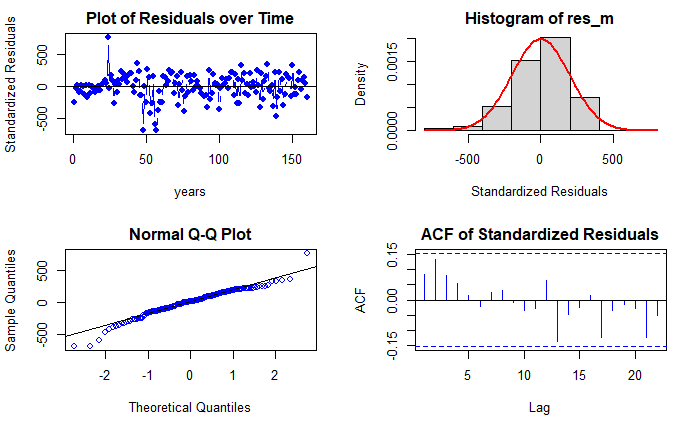 Plot of Residuals over Time
Standardized Residuals
-500 0 500
0 50 100 150
years
Histogram of res_m
Density
0.0000 0.0015
-500 0 500
Standardized Residuals
Normal Q-Q Plot
Sample Quantiles
-500 0 500
-2 -1 0 1 2
Theoretical Quantiles
ACF of Standardized Residuals
ACF
-0.15 0.00 0.15
5 10 15 20
Lag